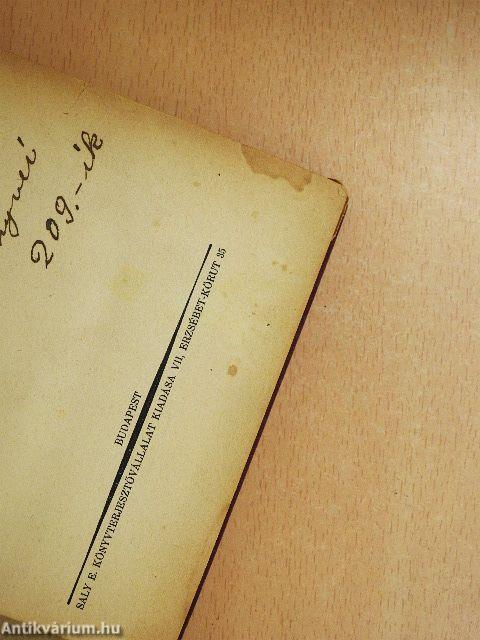 209.-ik
BUDAPEST
SALY E. KÖNYVTERJESZTŐVÁLLALAT KIADÁSA VII, ERZSÉBET-KÖRUT 35
Antikvárium.hu